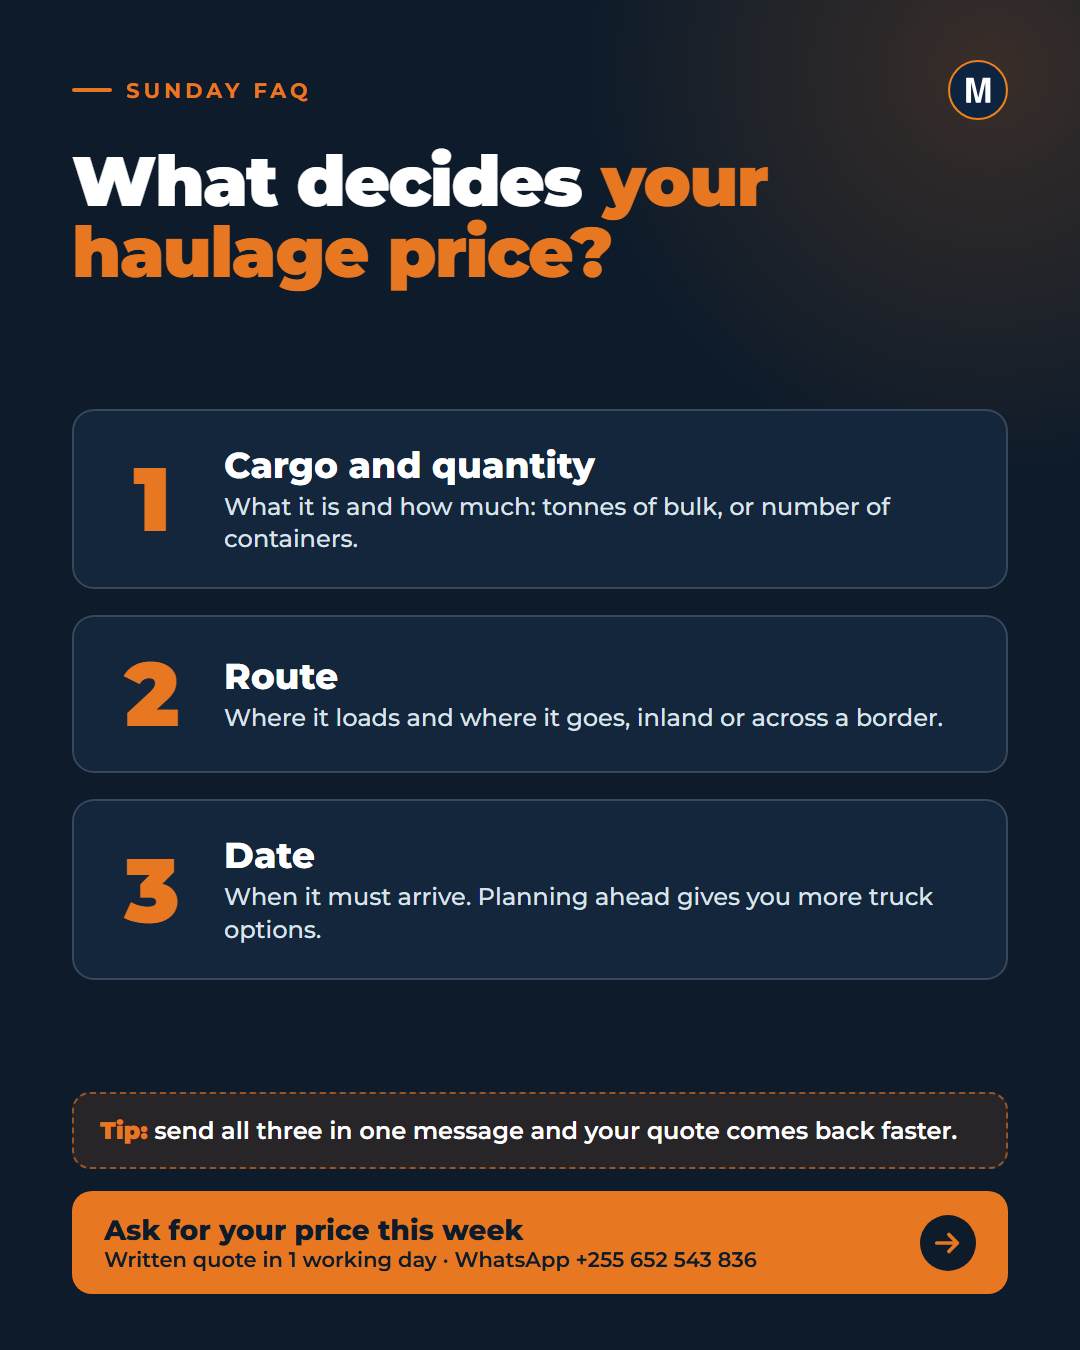 SUNDAY FAQ
M
What decides your
haulage price?
1
Cargo and quantity
What it is and how much: tonnes of bulk, or number of
containers.
2
Route
Where it loads and where it goes, inland or across a border.
3
Date
When it must arrive. Planning ahead gives you more truck
options.
Tip: send all three in one message and your quote comes back faster.
Ask for your price this week
Written quote in 1 working day · WhatsApp +255 652 543 836